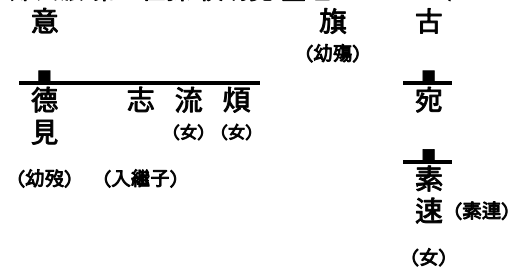 意 旗 古
(幼殤)
德見 志 流 煩 宛
(女) (女)
(幼歿) (入繼子)
素速 (素連)
(女)